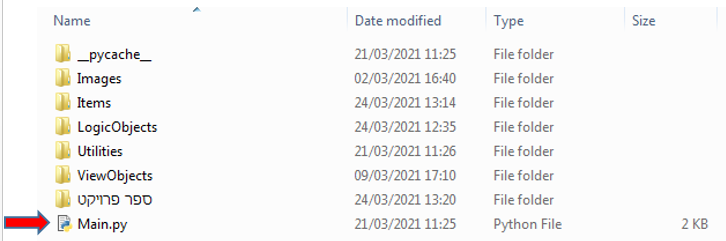 Name Date modified Type Size
__pycache__ 21/03/2021 11:25 File folder
Images 02/03/2021 16:40 File folder
Items 24/03/2021 13:14 File folder
LogicObjects 24/03/2021 12:35 File folder
Utilities 21/03/2021 11:26 File folder
ViewObjects 09/03/2021 17:10 File folder
ספר פרויקט 24/03/2021 13:20 File folder
Main.py 21/03/2021 11:25 Python File 2 KB